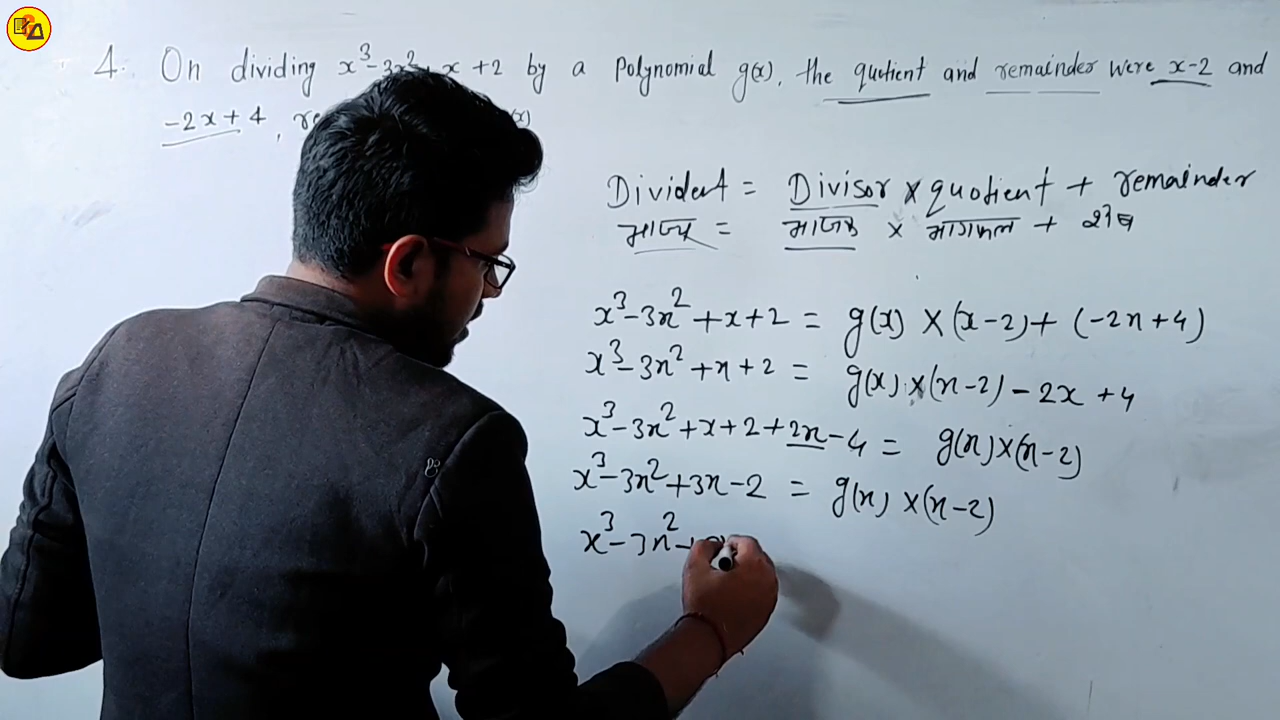 4. On dividing x³-3x² x +2 by a Polynomial g(x), the quotient and remainder were x-2 and
-2x+4, (x)
Divident = Divisor × quotient + remainder
भाज्य = भाजक × भागफल + शेष
x³-3x²+x+2 = g(x) × (x-2) + (-2x+4)
x³-3x²+x+2 = g(x) × (x-2) - 2x +4
x³-3x²+x+2+2x-4 = g(x)×(x-2)
x³-3x²+3x-2 = g(x) ×(x-2)
x³-3x²+